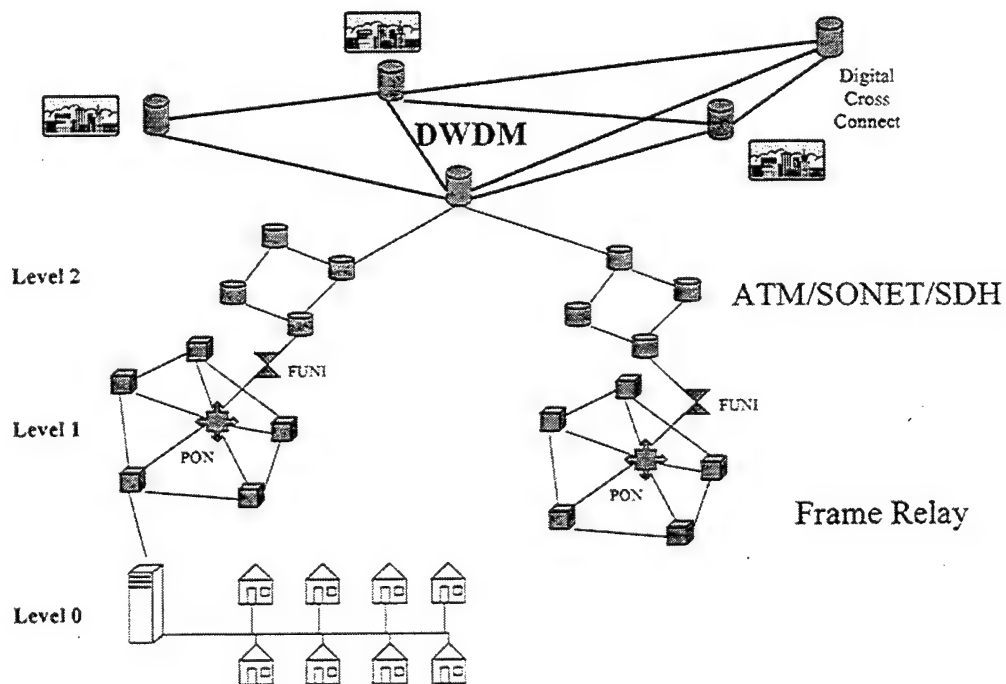 Digital
Cross
Connect
DWDM
Level 2
ATM/SONET/SDH
FUNI
FUNI
Level 1
PON
PON
Frame Relay
Level 0